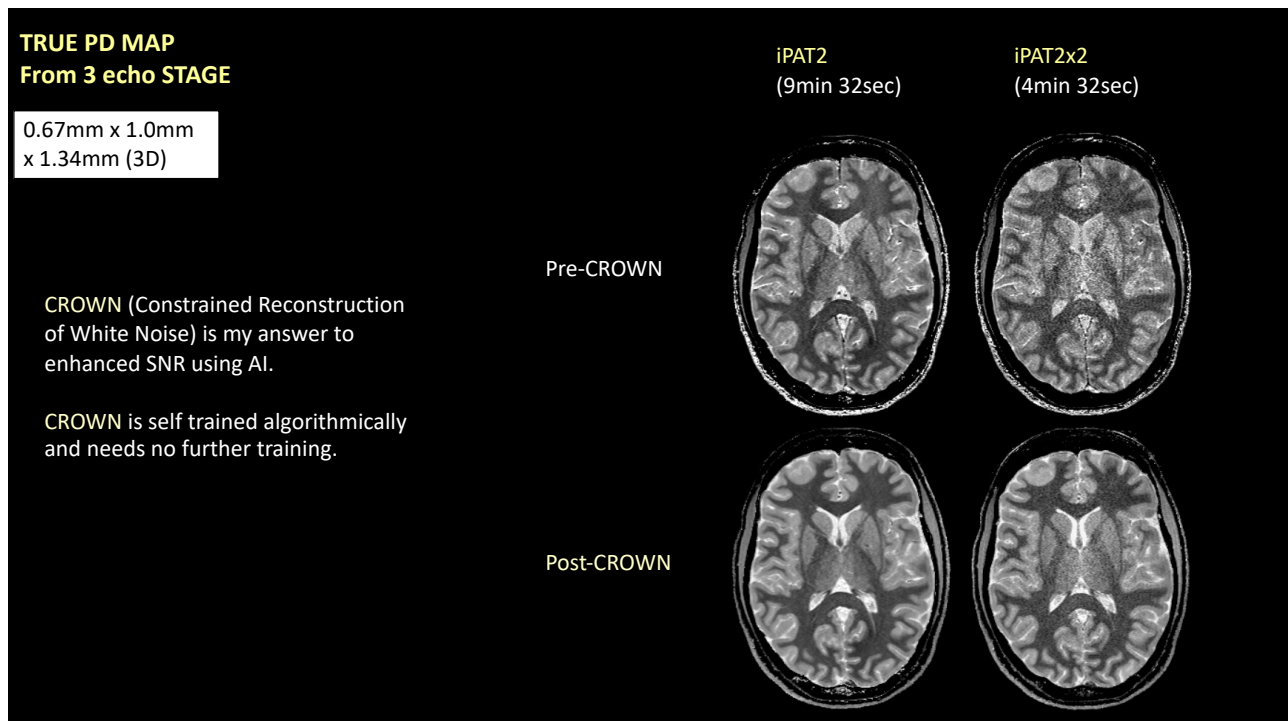 TRUE PD MAP
From 3 echo STAGE
iPAT2
(9min 32sec)
iPAT2x2
(4min 32sec)
0.67mm x 1.0mm
x 1.34mm (3D)
Pre-CROWN
CROWN (Constrained Reconstruction
of White Noise) is my answer to
enhanced SNR using AI.
CROWN is self trained algorithmically
and needs no further training.
Post-CROWN